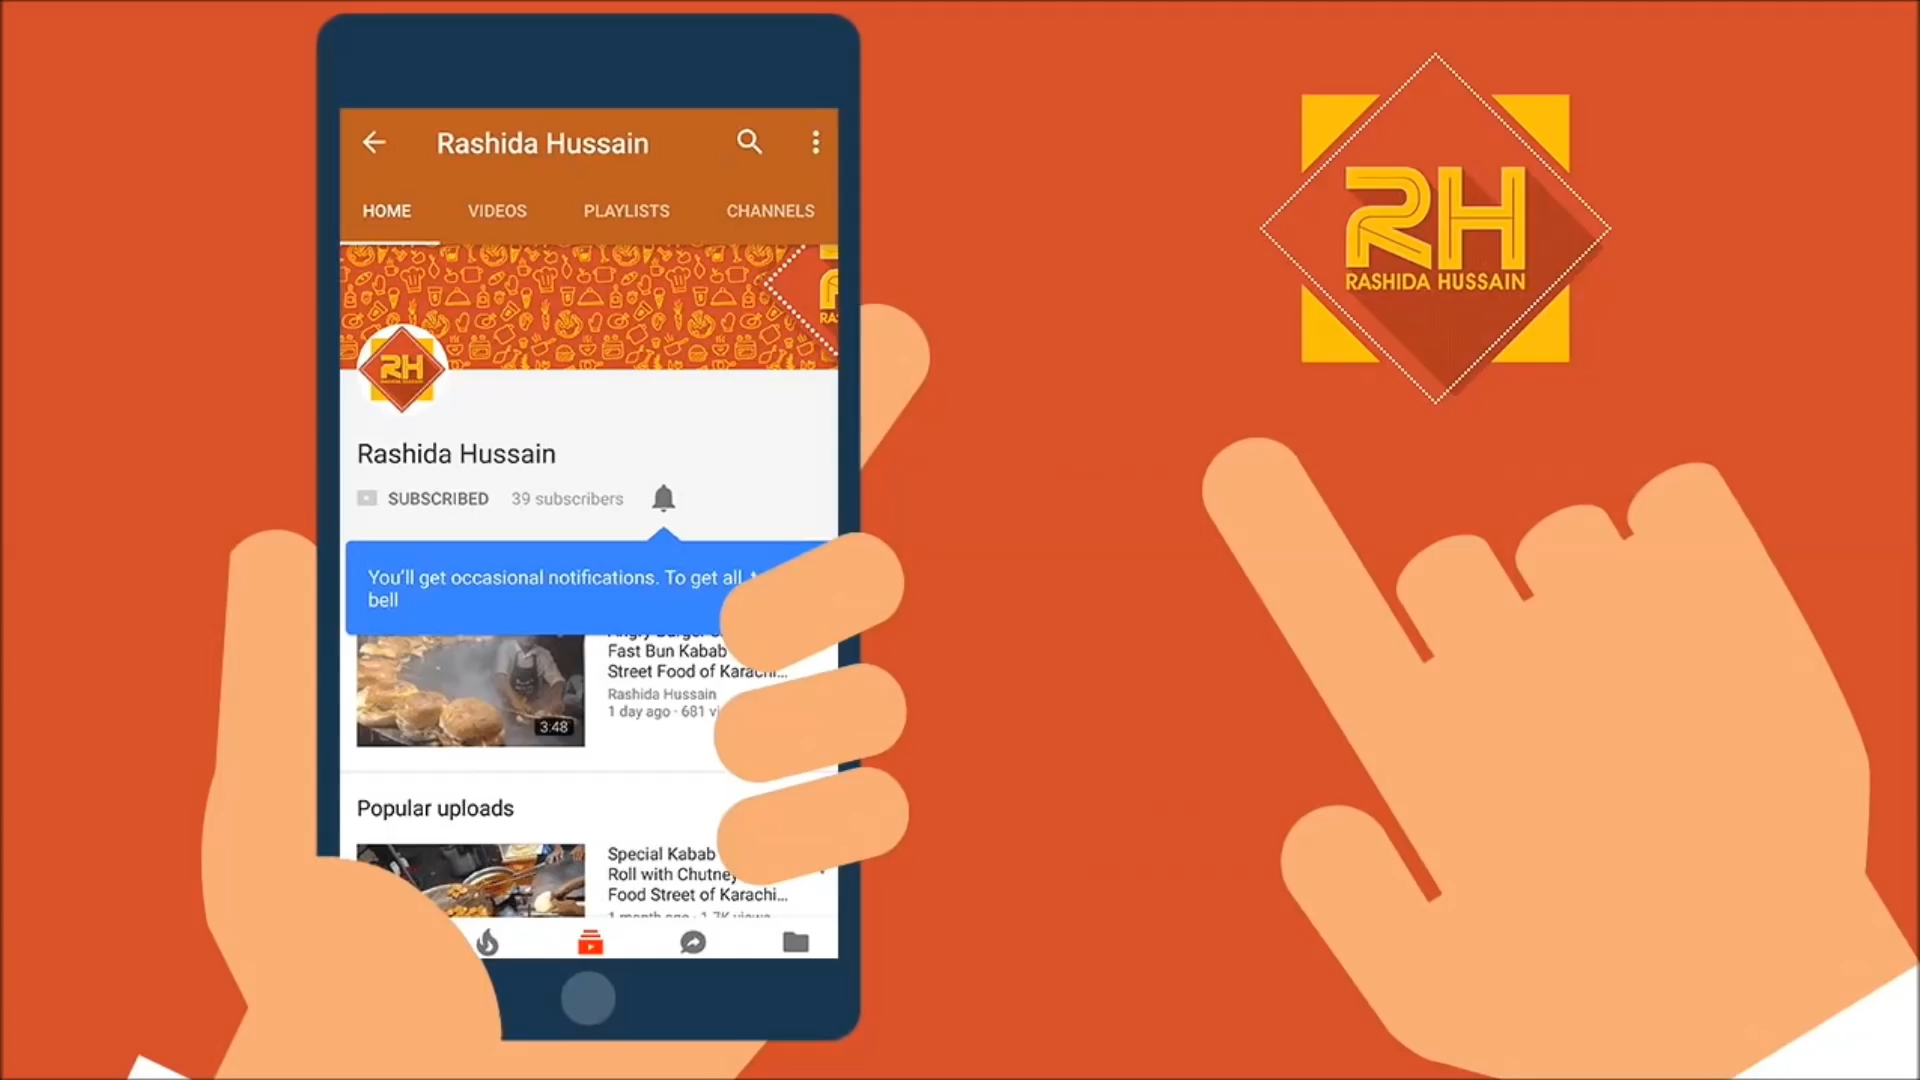 Rashida Hussain
HOME VIDEOS PLAYLISTS CHANNELS
RH
RASHIDA HUSSAIN
RH
Rashida Hussain
SUBSCRIBED 39 subscribers
You'll get occasional notifications. To get all
bell
Fast Bun Kabab
Street Food of Karachi...
Rashida Hussain
1 day ago · 681
3:48
Popular uploads
Special Kabab
Roll with Chutney
Food Street of Karachi...